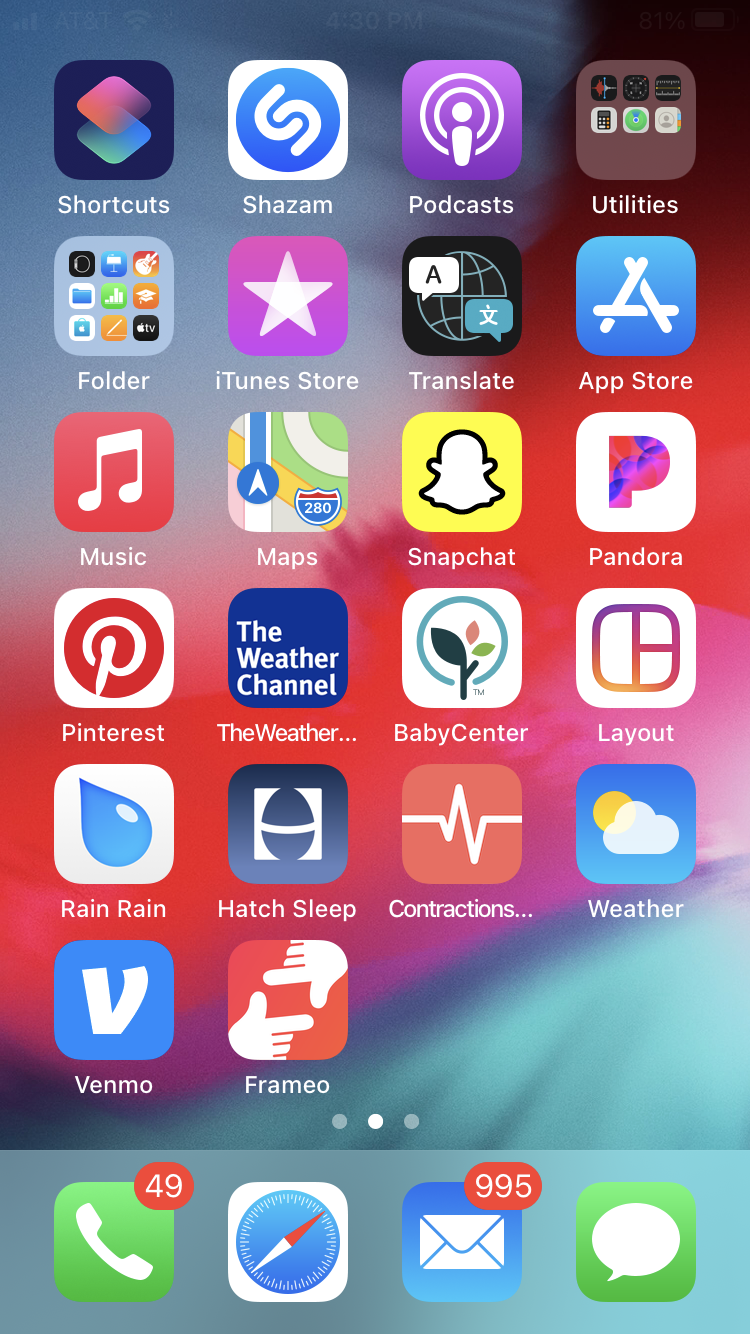 AT&T 4:30 PM 81%
Shortcuts Shazam Podcasts Utilities
A
文
tv
Folder iTunes Store Translate App Store
280
Music Maps Snapchat Pandora
The
Weather
Channel
TM
Pinterest TheWeather... BabyCenter Layout
Rain Rain Hatch Sleep Contractions... Weather
Venmo Frameo
49 995